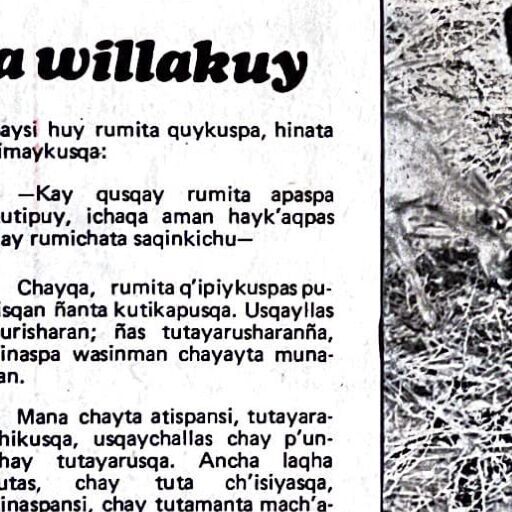 a willakuy
aysi huy rumita quykuspa, hinata
imaykusqa:
—Kay qusqay rumita apaspa
utipuy, ichaqa aman hayk'aqpas
ay rumichata saqinkichu—
Chayqa, rumita q'ipiykuspas pu-
isqan ñanta kutikapusqa. Usqayllas
urisharan; ñas tutayarusharanña,
inaspa wasinman chayayta muna-
an.
Mana chayta atispansi, tutayara-
hikusqa, usqaychallas chay p'un-
hay tutayarusqa. Ancha laqha
utas, chay tuta ch'isiyasqa,
inaspansi, chay tutamanta mach'a-